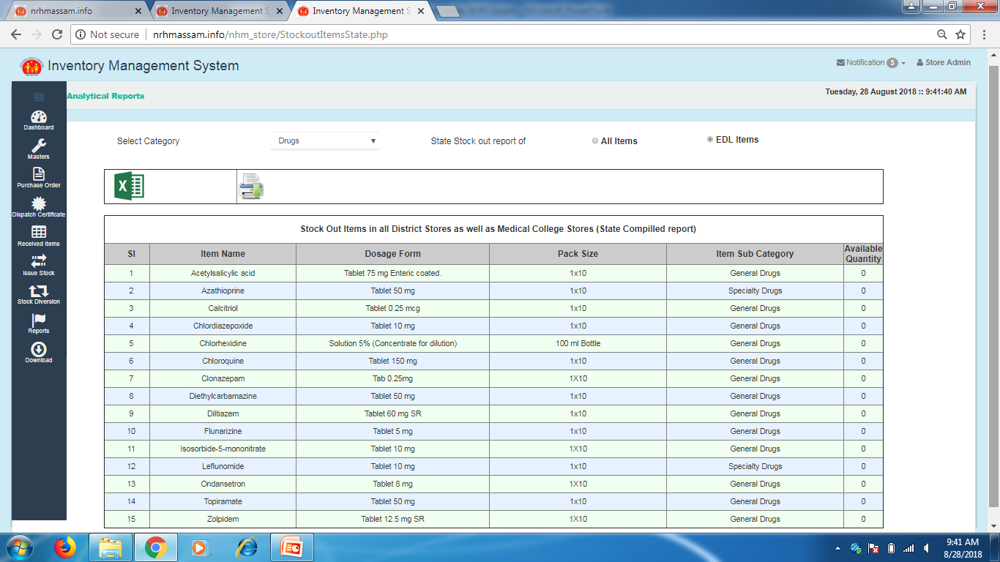 nrhmassam.info
Inventory Management S
Inventory Management S
Not secure nrhmassam.info/nhm_store/StockoutItemsState.php
Inventory Management System
Notification 5 Store Admin
Analytical Reports
Tuesday, 28 August 2018 :: 9:41:40 AM
Dashboard
Masters
Purchase Order
Dispatch Certificate
Received Items
Issue Stock
Stock Diversion
Reports
Download
Select Category Drugs State Stock out report of All Items EDL Items
Stock Out Items in all District Stores as well as Medical College Stores (State Compilled report)
Sl Item Name Dosage Form Pack Size Item Sub Category Available Quantity
1 Acetylsalicylic acid Tablet 75 mg Enteric coated. 1x10 General Drugs 0
2 Azathioprine Tablet 50 mg 1x10 Specialty Drugs 0
3 Calcitriol Tablet 0.25 mcg 1x10 General Drugs 0
4 Chlordiazepoxide Tablet 10 mg 1x10 General Drugs 0
5 Chlorhexidine Solution 5% (Concentrate for dilution) 100 ml Bottle General Drugs 0
6 Chloroquine Tablet 150 mg 1x10 General Drugs 0
7 Clonazepam Tab 0.25mg 1X10 General Drugs 0
8 Diethylcarbamazine Tablet 50 mg 1x10 General Drugs 0
9 Diltiazem Tablet 60 mg SR 1x10 General Drugs 0
10 Flunarizine Tablet 5 mg 1x10 General Drugs 0
11 Isosorbide-5-mononitrate Tablet 10 mg 1X10 General Drugs 0
12 Leflunomide Tablet 10 mg 1x10 Specialty Drugs 0
13 Ondansetron Tablet 8 mg 1X10 General Drugs 0
14 Topiramate Tablet 50 mg 1x10 General Drugs 0
15 Zolpidem Tablet 12.5 mg SR 1X10 General Drugs 0
9:41 AM
8/28/2018